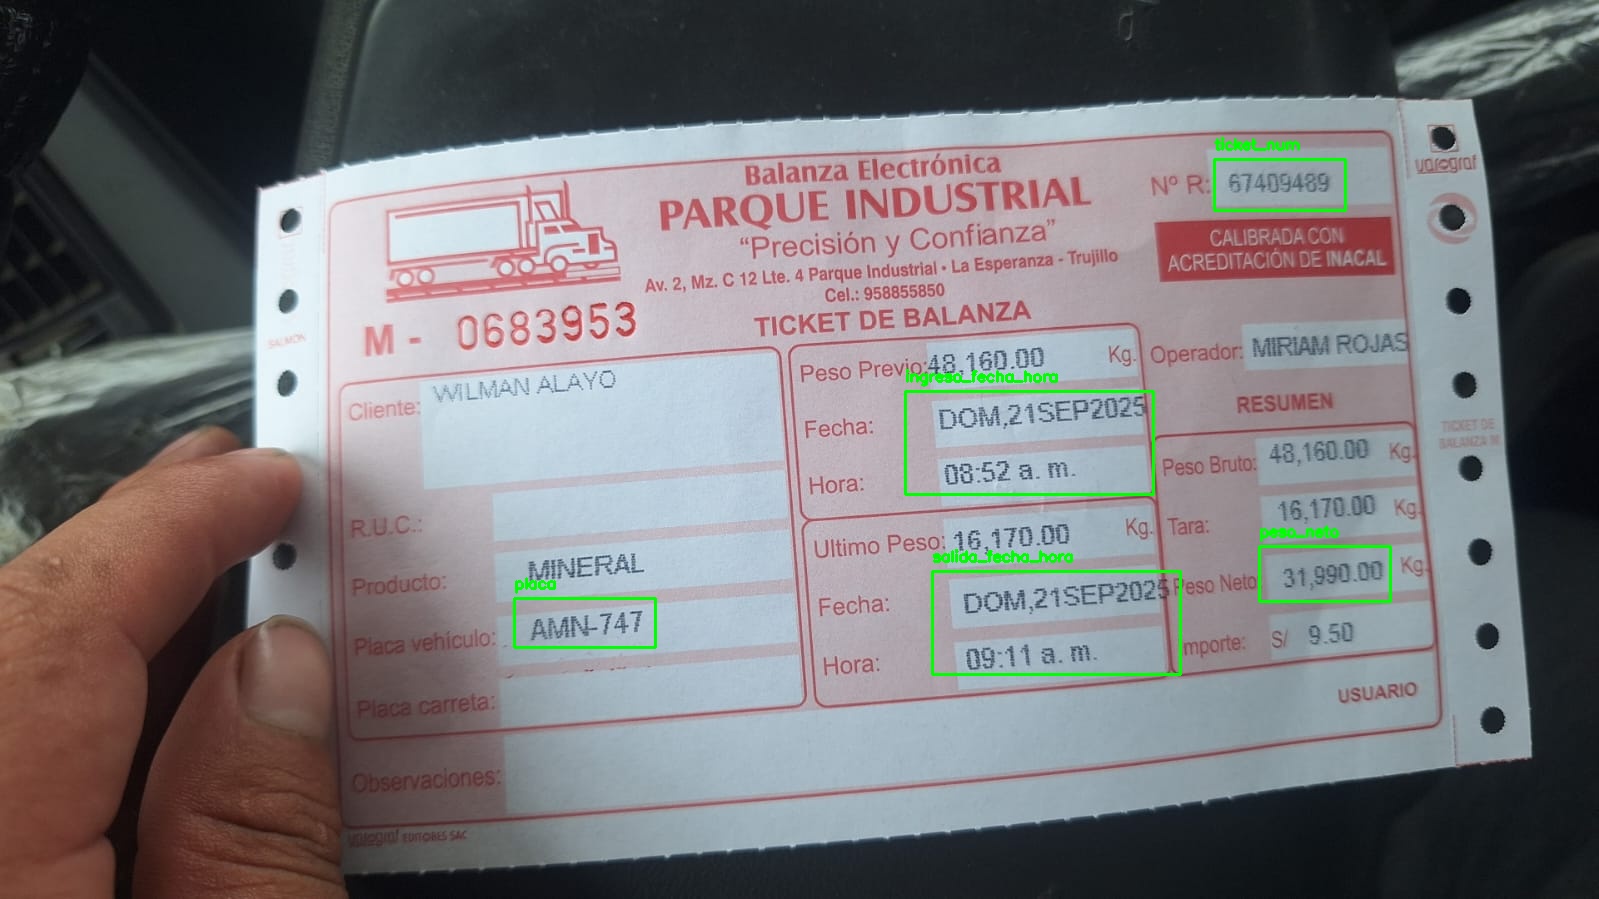 Balanza Electrónica
PARQUE INDUSTRIAL
"Precisión y Confianza"
Av. 2, Mz. C 12 Lte. 4 Parque Industrial • La Esperanza - Trujillo
Cel.: 958855850
TICKET DE BALANZA
ticket_num
Nº R: 67409489
CALIBRADA CON
ACREDITACIÓN DE INACAL
varograf
M - 0683953
SALMON
Cliente: WILMAN ALAYO
R.U.C.:
Producto: MINERAL
placa
Placa vehículo: AMN-747
Placa carreta:
Observaciones:
Peso Previo: 48,160.00 Kg.
ingreso_fecha_hora
Fecha: DOM,21SEP2025
Hora: 08:52 a. m.
Ultimo Peso: 16,170.00 Kg.
salida_fecha_hora
Fecha: DOM,21SEP2025
Hora: 09:11 a. m.
Operador: MIRIAM ROJAS
RESUMEN
Peso Bruto: 48,160.00 Kg.
Tara: 16,170.00 Kg.
peso_neto
Peso Neto 31,990.00 Kg.
Importe: S/ 9.50
USUARIO
TICKET DE
BALANZA M
varograf EDITORES SAC